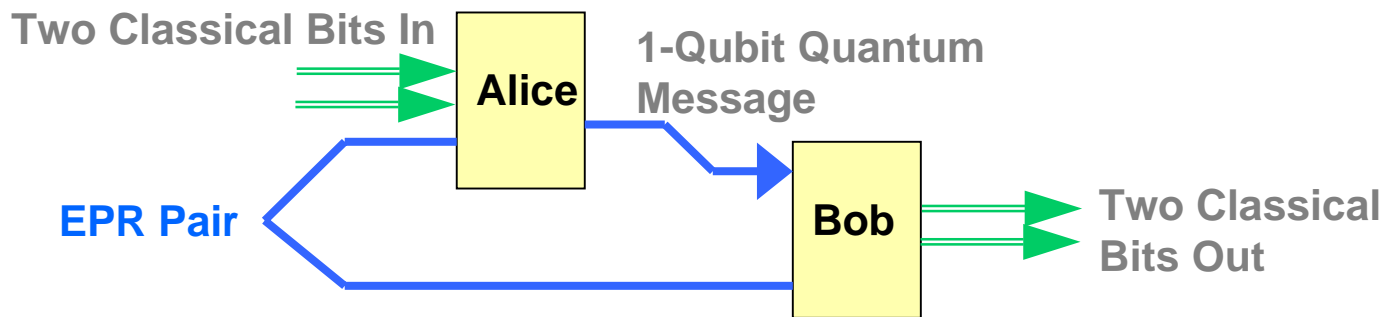 Two Classical Bits In
Alice
1-Qubit Quantum
Message
EPR Pair
Bob
Two Classical
Bits Out